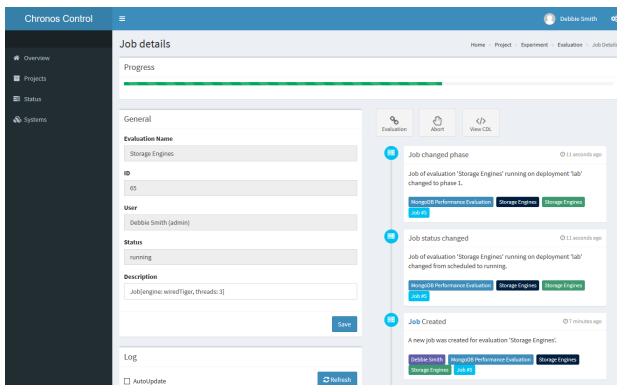 Chronos Control
Debbie Smith
Overview
Projects
Status
Systems
Job details
Home > Project > Experiment > Evaluation > Job Details
Progress
General
Evaluation Name
Storage Engines
ID
65
User
Debbie Smith (admin)
Status
running
Description
Job[engine: wiredTiger, threads: 3]
Save
Log
AutoUpdate
Refresh
Evaluation
Abort
</>
View CDL
Job changed phase
11 seconds ago
Job of evaluation 'Storage Engines' running on deployment 'lab'
changed to phase 1.
MongoDB Performance Evaluation Storage Engines Storage Engines
Job #5
Job status changed
11 seconds ago
Job of evaluation 'Storage Engines' running on deployment 'lab'
changed from scheduled to running.
MongoDB Performance Evaluation Storage Engines Storage Engines
Job #5
Job Created
7 minutes ago
A new job was created for evaluation 'Storage Engines'.
Debbie Smith MongoDB Performance Evaluation Storage Engines
Storage Engines Job #5